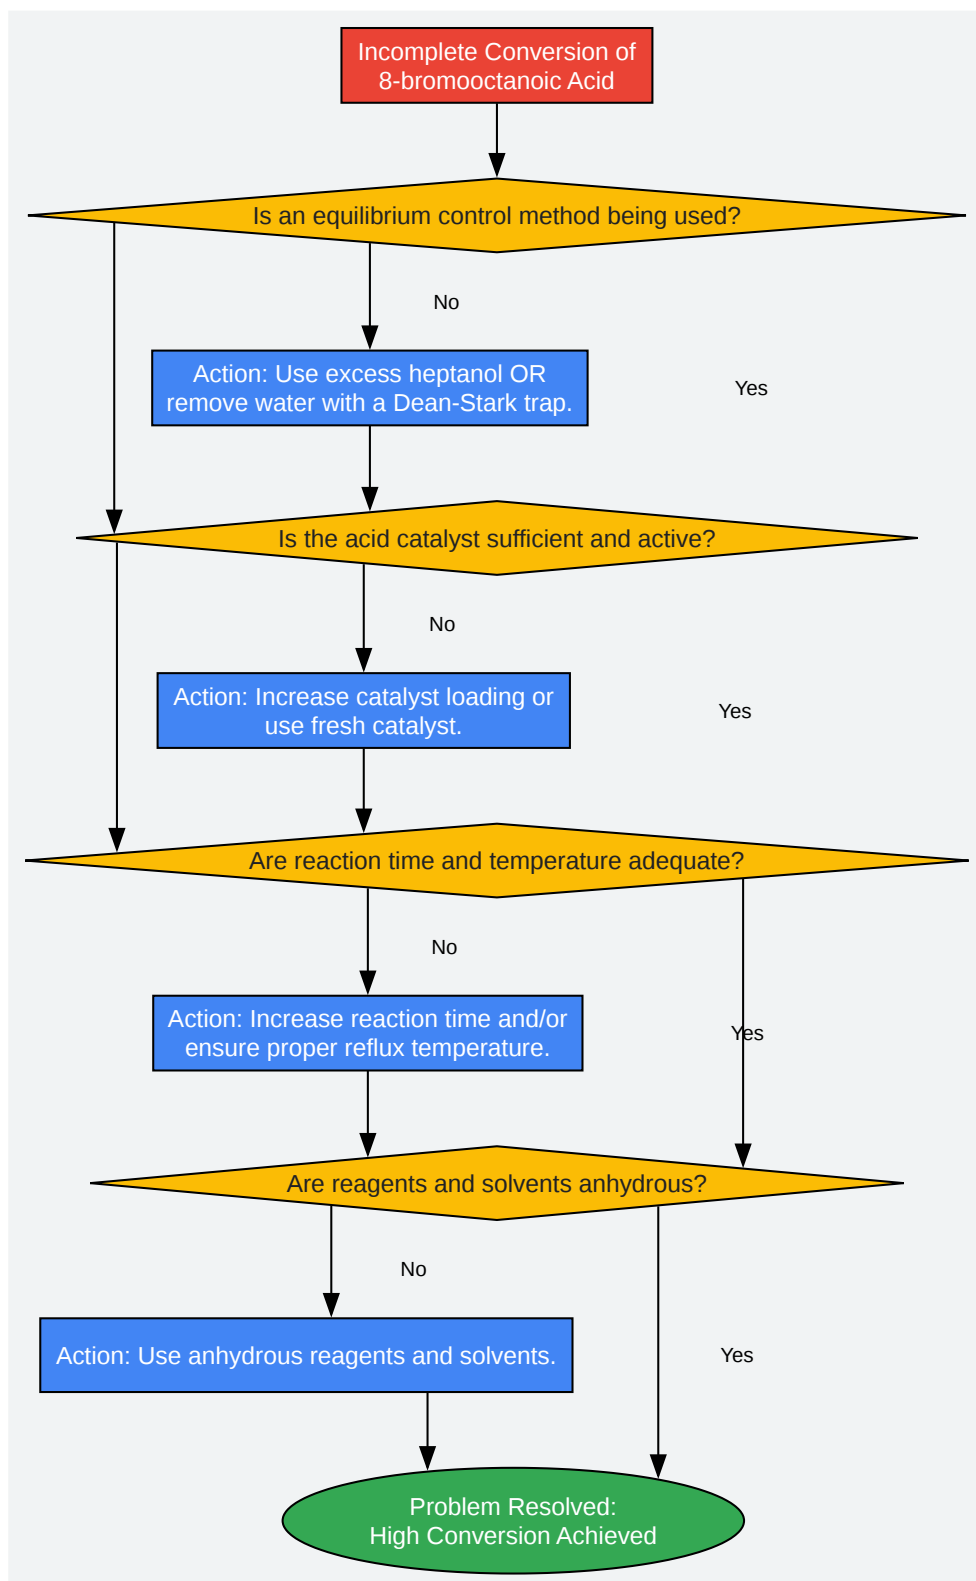 Incomplete Conversion of
8-bromooctanoic Acid
Is an equilibrium control method being used?
No
Action: Use excess heptanol OR
remove water with a Dean-Stark trap.
Yes
Is the acid catalyst sufficient and active?
No
Action: Increase catalyst loading or
use fresh catalyst.
Yes
Are reaction time and temperature adequate?
No
Action: Increase reaction time and/or
ensure proper reflux temperature.
Yes
Are reagents and solvents anhydrous?
No
Action: Use anhydrous reagents and solvents.
Yes
Problem Resolved:
High Conversion Achieved